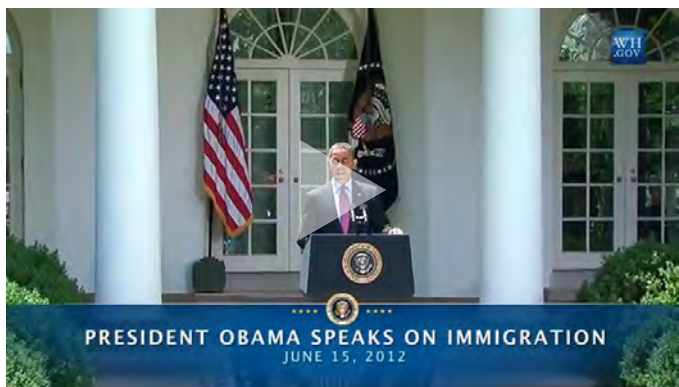 WH
.GOV
PRESIDENT OBAMA SPEAKS ON IMMIGRATION
JUNE 15, 2012